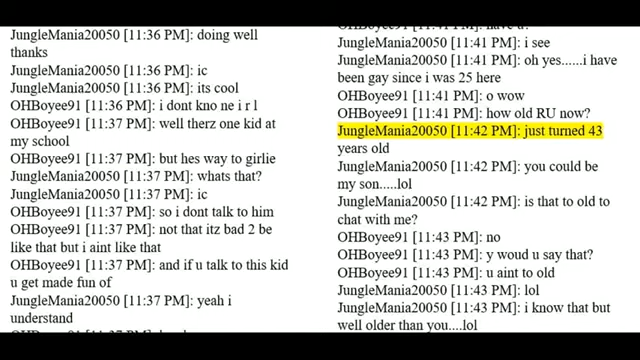 JungleMania20050 [11:36 PM]: doing well
thanks
JungleMania20050 [11:36 PM]: ic
JungleMania20050 [11:36 PM]: its cool
OHBoyee91 [11:36 PM]: i dont kno ne i r l
OHBoyee91 [11:37 PM]: well therz one kid at
my school
OHBoyee91 [11:37 PM]: but hes way to girlie
JungleMania20050 [11:37 PM]: whats that?
JungleMania20050 [11:37 PM]: ic
OHBoyee91 [11:37 PM]: so i dont talk to him
OHBoyee91 [11:37 PM]: not that itz bad 2 be
like that but i aint like that
OHBoyee91 [11:37 PM]: and if u talk to this kid
u get made fun of
JungleMania20050 [11:37 PM]: yeah i
understand
JungleMania20050 [11:41 PM]: i see
JungleMania20050 [11:41 PM]: oh yes......i have
been gay since i was 25 here
OHBoyee91 [11:41 PM]: o wow
OHBoyee91 [11:41 PM]: how old RU now?
JungleMania20050 [11:42 PM]: just turned 43
years old
JungleMania20050 [11:42 PM]: you could be
my son.....lol
JungleMania20050 [11:42 PM]: is that to old to
chat with me?
OHBoyee91 [11:43 PM]: no
OHBoyee91 [11:43 PM]: y woud u say that?
OHBoyee91 [11:43 PM]: u aint to old
JungleMania20050 [11:43 PM]: lol
JungleMania20050 [11:43 PM]: i know that but
well older than you....lol